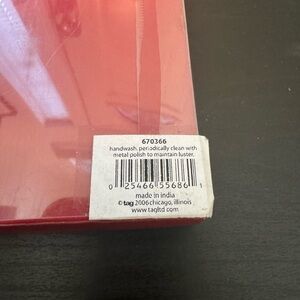 670366
handwash. periodically clean with
metal polish to maintain luster.
0 25466 55686 1
made in india
© tag 2006 chicago, illinois
www.tagltd.com